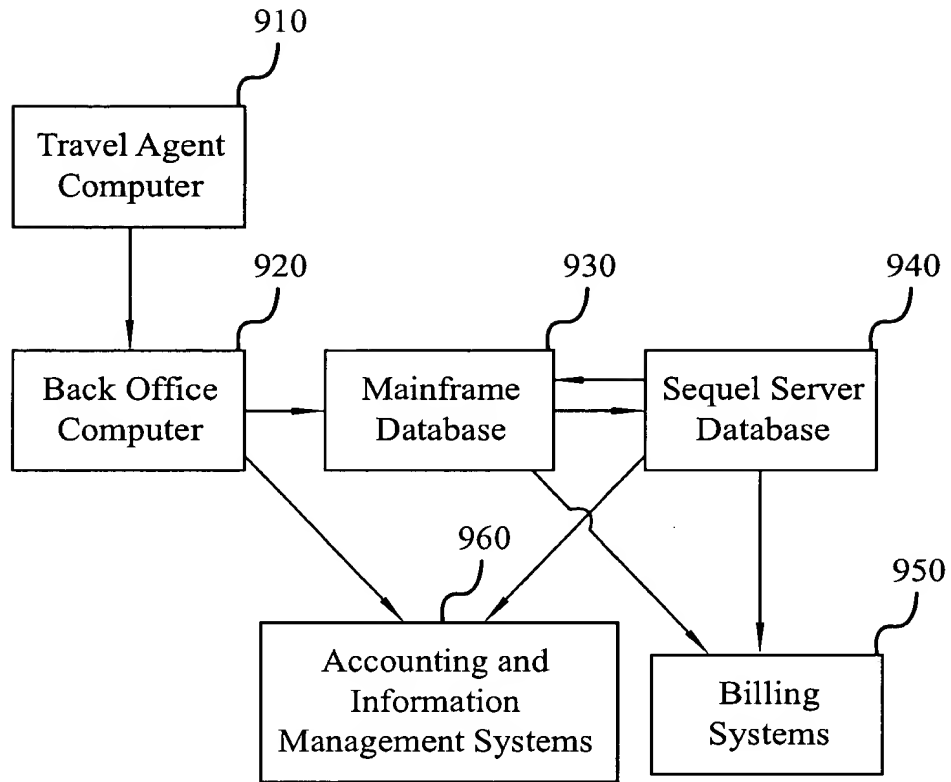 910
Travel Agent
Computer
920
930
940
Back Office
Computer
Mainframe
Database
Sequel Server
Database
960
950
Accounting and
Information
Management Systems
Billing
Systems